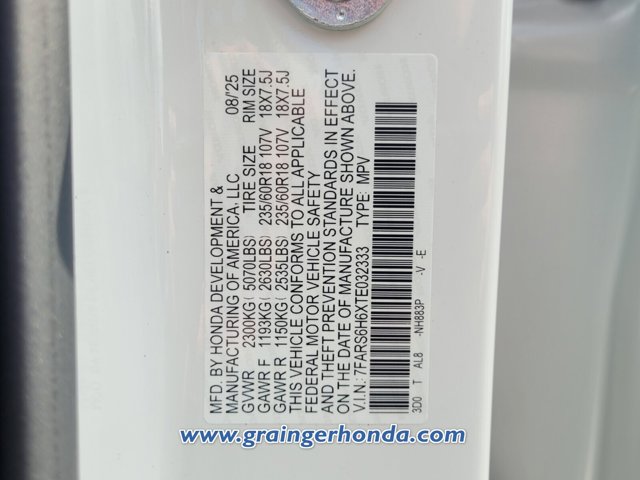 MFD. BY HONDA DEVELOPMENT &
MANUFACTURING OF AMERICA, LLC 08/'25
GVWR 2300KG ( 5070LBS) TIRE SIZE RIM SIZE
GAWR F 1193KG ( 2630LBS) 235/60R18 107V 18X7.5J
GAWR R 1150KG ( 2535LBS) 235/60R18 107V 18X7.5J
THIS VEHICLE CONFORMS TO ALL APPLICABLE
FEDERAL MOTOR VEHICLE SAFETY
AND THEFT PREVENTION STANDARDS IN EFFECT
ON THE DATE OF MANUFACTURE SHOWN ABOVE.
V.I.N: 7FARS6H6XTE032333 TYPE: MPV
3D0 T AL8 -NH883P -V -E
www.graingerhonda.com